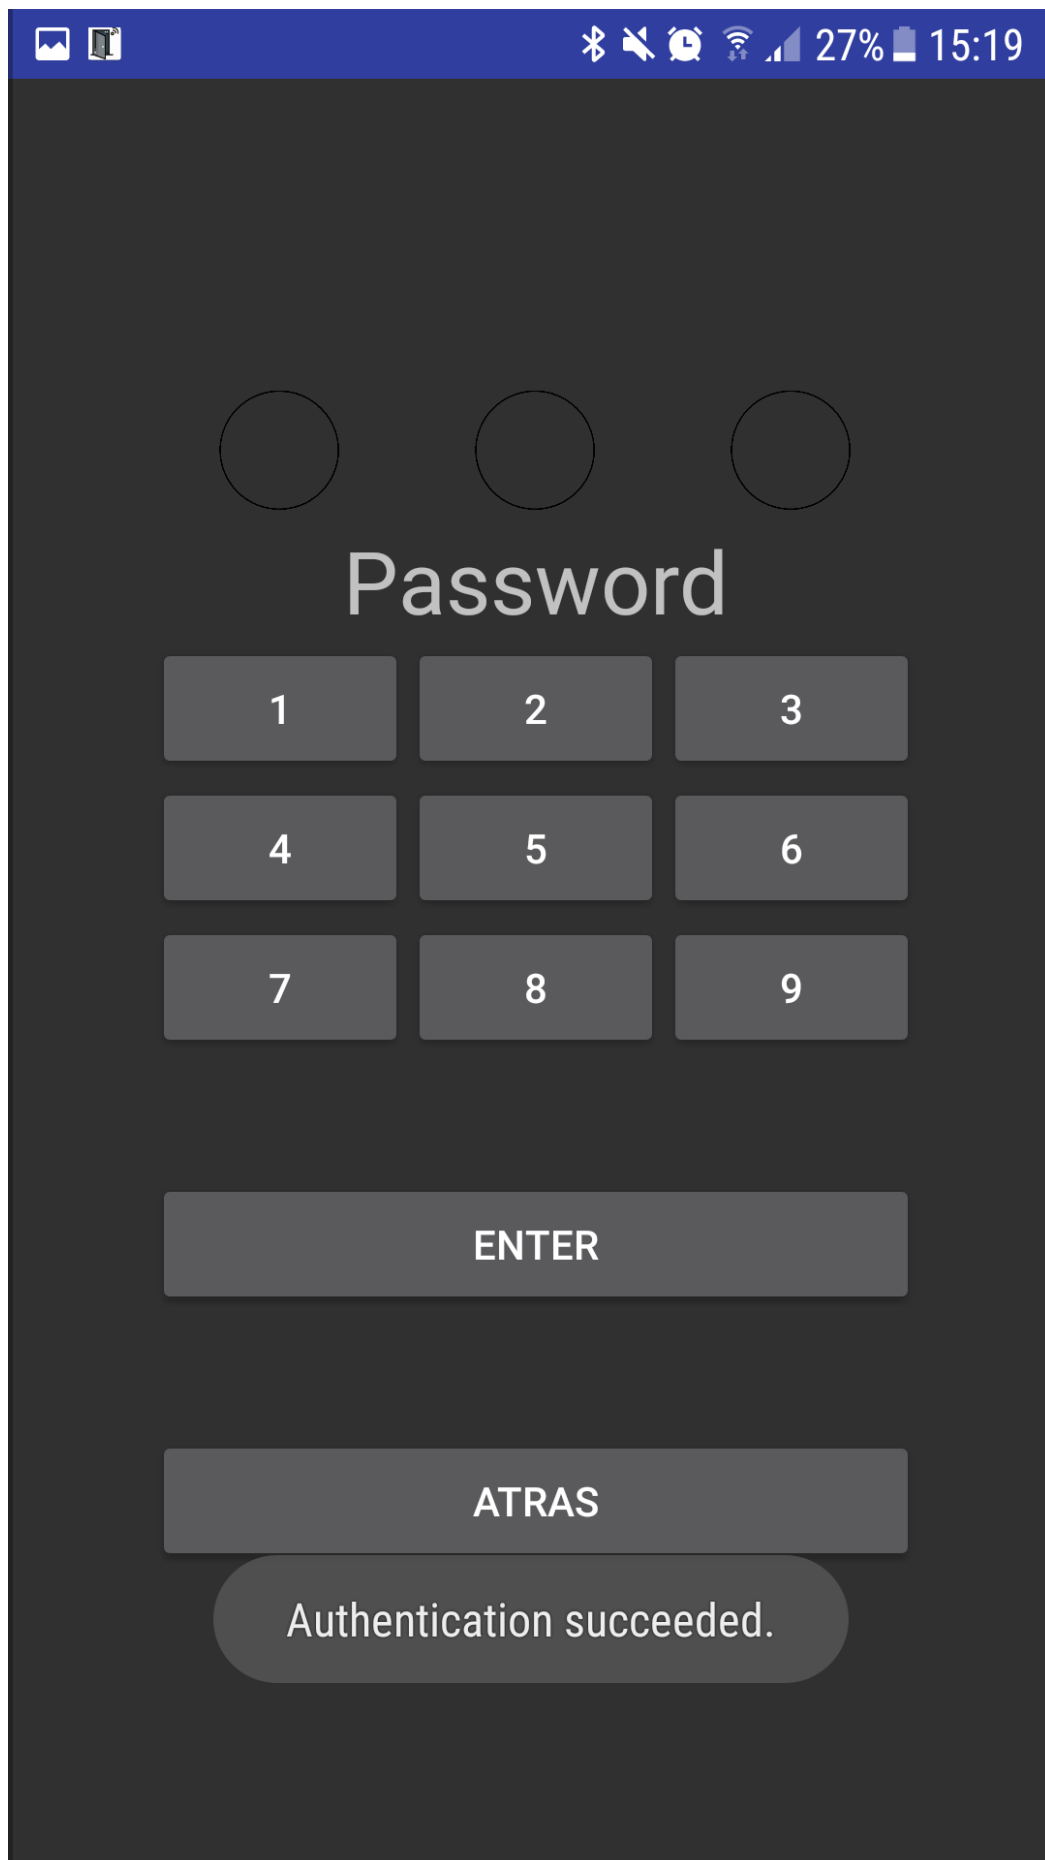 27% 15:19
Password
1 2 3
4 5 6
7 8 9
ENTER
ATRAS
Authentication succeeded.